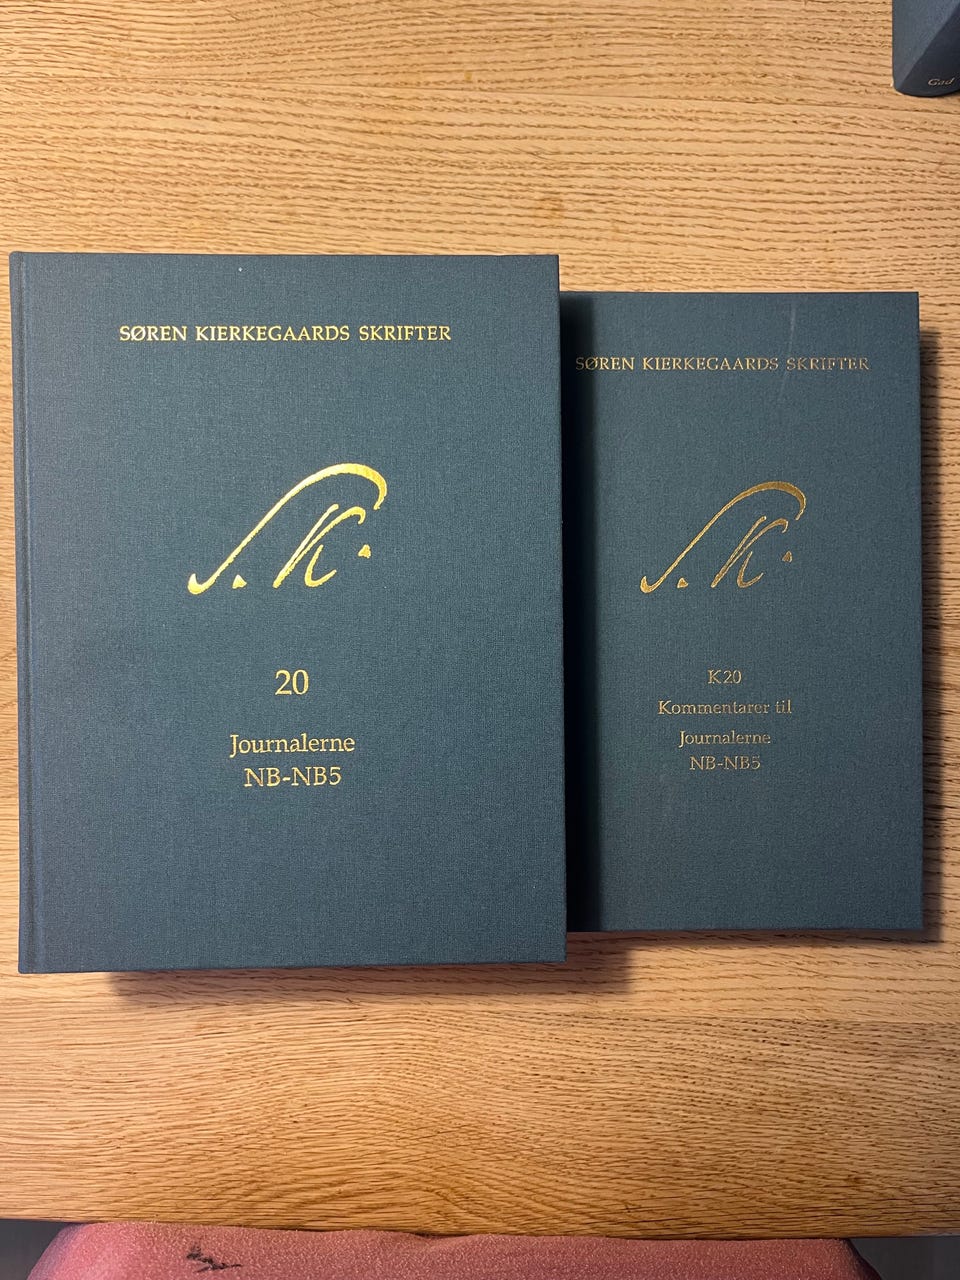 Gad
SØREN KIERKEGAARDS SKRIFTER
S. K.
20
Journalerne
NB-NB5
SØREN KIERKEGAARDS SKRIFTER
S. K.
K20
Kommentarer til
Journalerne
NB-NB5